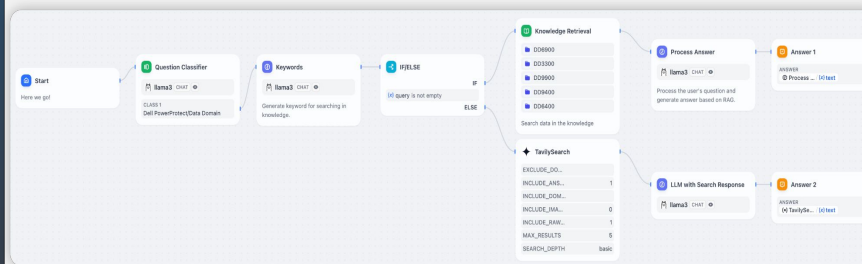 Start
Here we go!
Question Classifier
llama3 CHAT
CLASS 1
Dell PowerProtect/Data Domain
Keywords
llama3 CHAT
Generate keyword for searching in
knowledge.
IF/ELSE
IF
{x} query is not empty
ELSE
Knowledge Retrieval
DD6900
DD3300
DD9900
DD9400
DD6400
Search data in the knowledge
Process Answer
llama3 CHAT
Process the user's question and
generate answer based on RAG.
Answer 1
ANSWER
Process ... {x} text
TavilySearch
EXCLUDE_DO...
INCLUDE_ANS... 1
INCLUDE_DOM...
INCLUDE_IMA... 0
INCLUDE_RAW... 1
MAX_RESULTS 5
SEARCH_DEPTH basic
LLM with Search Response
llama3 CHAT
Answer 2
ANSWER
TavilySe... {x} text